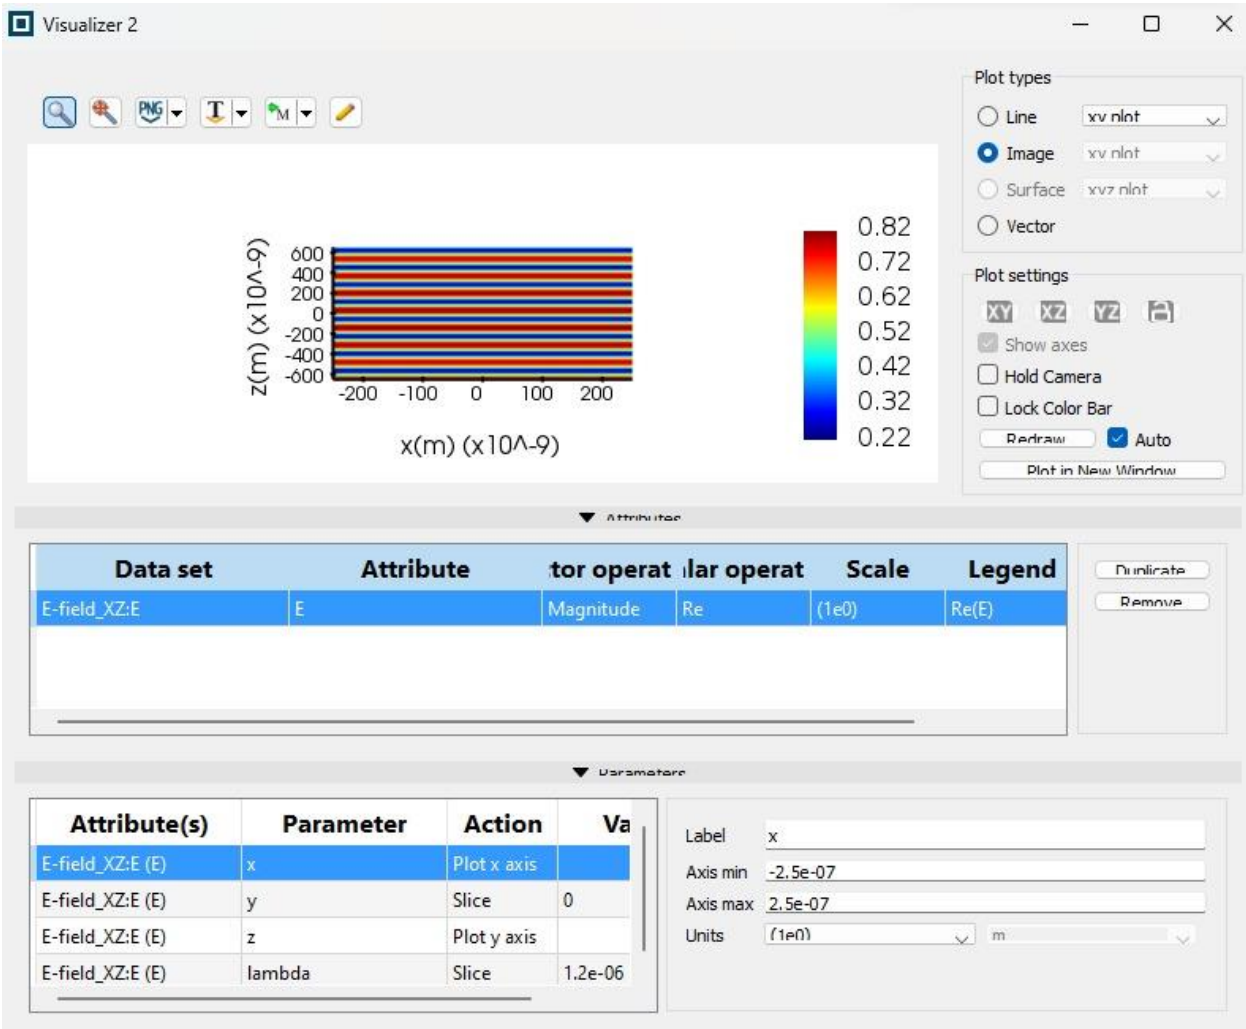 Visualizer 2
Plot types
PNG
T
M
Line xy plot
Image xy plot
Surface xyz plot
Vector
z(m) (x10^-9)
600
400
200
0
-200
-400
-600
-200 -100 0 100 200
x(m) (x10^-9)
0.82
0.72
0.62
0.52
0.42
0.32
0.22
Plot settings
XY XZ YZ
Show axes
Hold Camera
Lock Color Bar
Redraw Auto
Plot in New Window
Attributes
Data set Attribute tor operat lar operat Scale Legend
E-field_XZ:E E Magnitude Re (1e0) Re(E)
Duplicate
Remove
Parameters
Attribute(s) Parameter Action Va
E-field_XZ:E (E) x Plot x axis
E-field_XZ:E (E) y Slice 0
E-field_XZ:E (E) z Plot y axis
E-field_XZ:E (E) lambda Slice 1.2e-06
Label x
Axis min -2.5e-07
Axis max 2.5e-07
Units (1e0) m